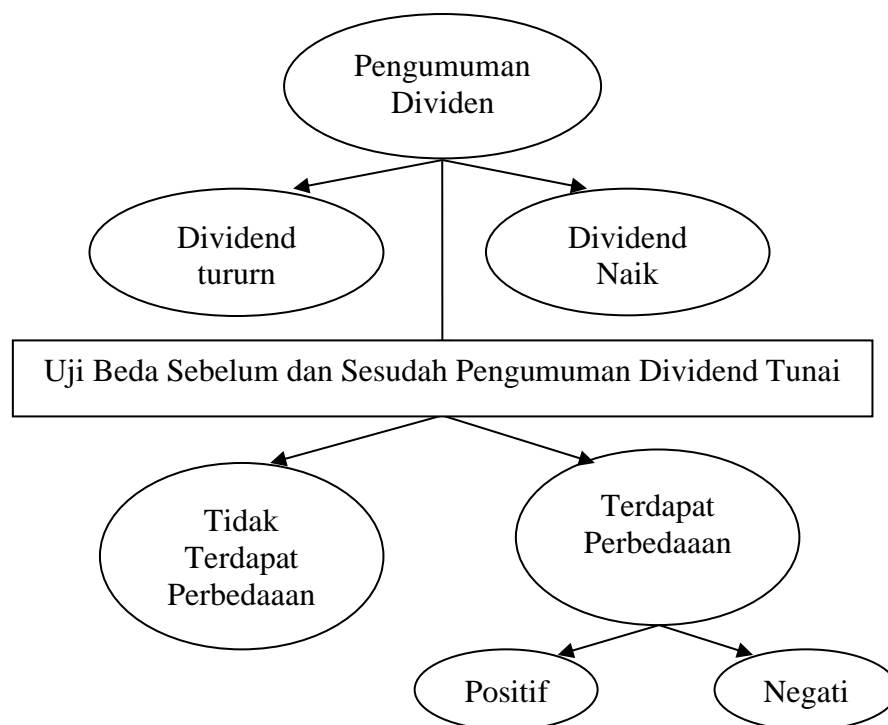 Pengumuman
Dividen
Dividend
tururn
Dividend
Naik
Uji Beda Sebelum dan Sesudah Pengumuman Dividend Tunai
Tidak
Terdapat
Perbedaaan
Terdapat
Perbedaaan
Positif
Negati